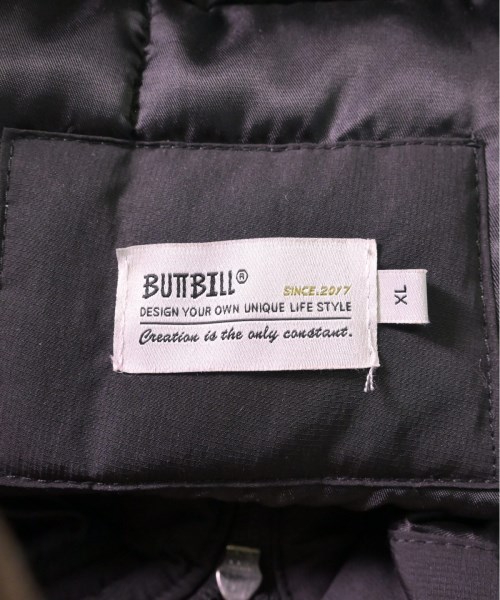 BUTTBILL®
SINCE.2017
DESIGN YOUR OWN UNIQUE LIFE STYLE
Creation is the only constant.
XL